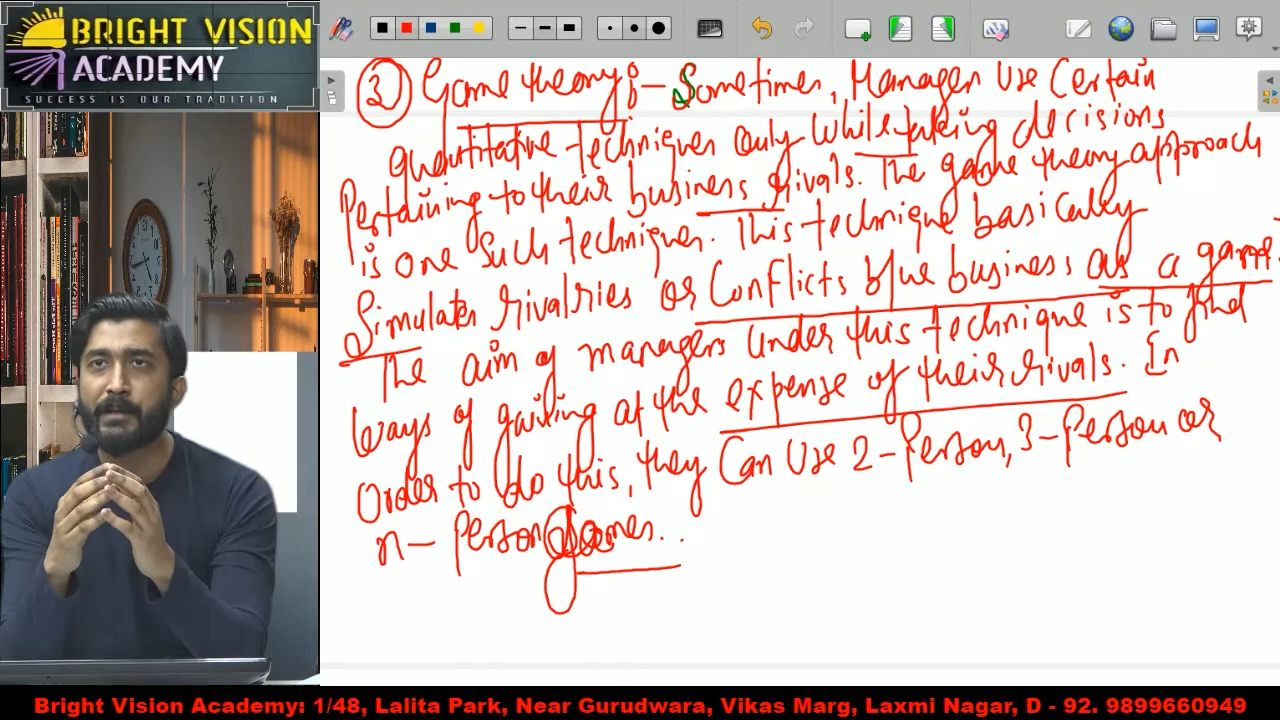 BRIGHT VISION
ACADEMY
SUCCESS IS OUR TRADITION
③ Game theory :- Sometimes, Manager Use Certain
quantitative techniques only while taking decisions
Pertaining to their business rivals. The game theory approach
is one such techniques. This technique basically
Simulates rivalries or Conflicts b/w business as a game.
The aim of managers under this technique is to find
ways of gaining at the expense of their rivals. In
order to do this, they Can Use 2-Person, 3-Person or
n- Person Games..
Bright Vision Academy: 1/48, Lalita Park, Near Gurudwara, Vikas Marg, Laxmi Nagar, D - 92. 9899660949